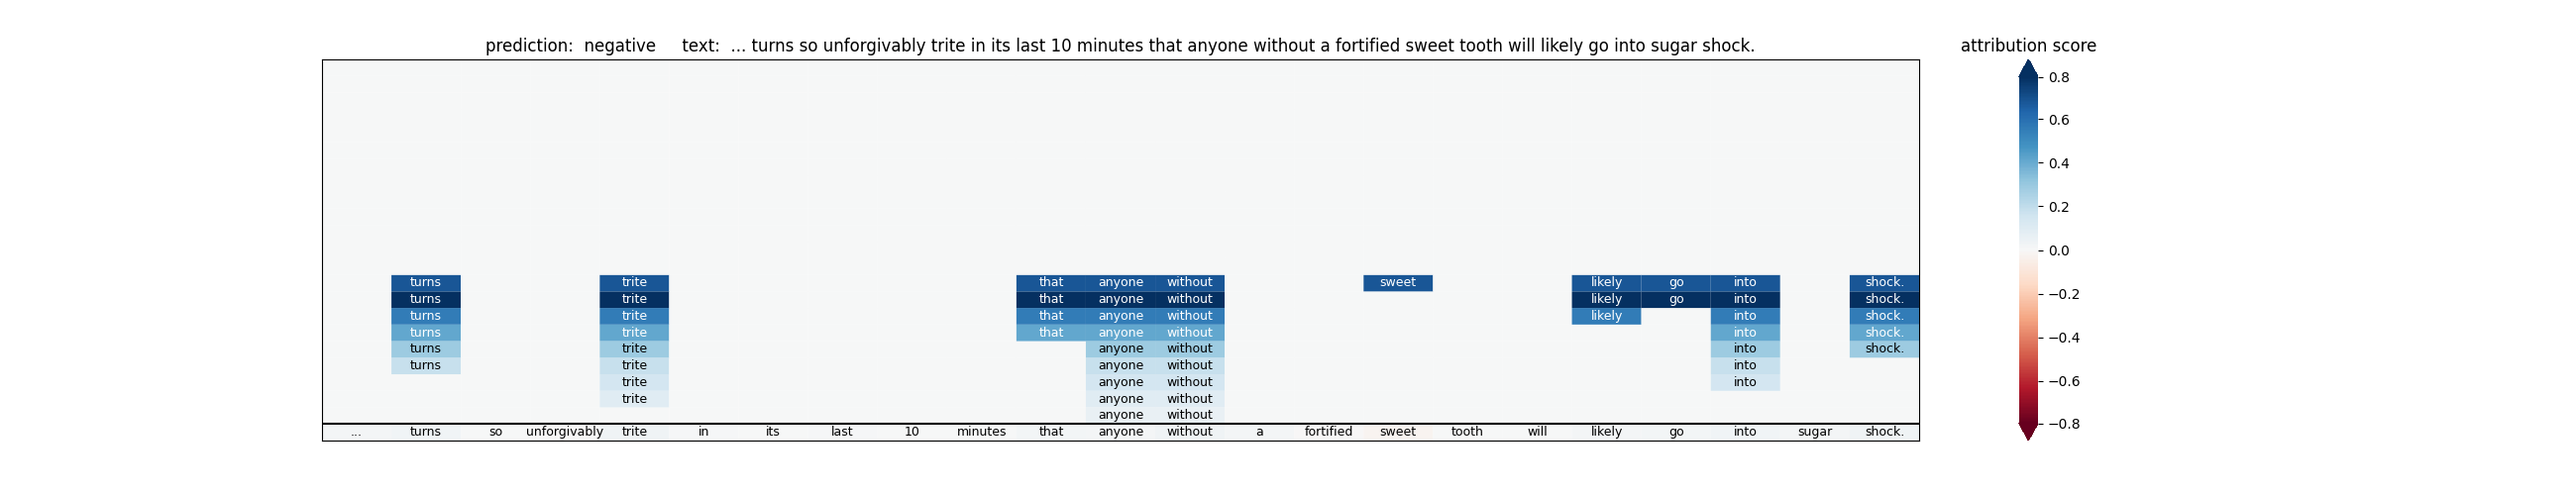 prediction: negative text: ... turns so unforgivably trite in its last 10 minutes that anyone without a fortified sweet tooth will likely go into sugar shock.
attribution score
0.8
0.6
0.4
0.2
0.0
−0.2
−0.4
−0.6
−0.8
turns trite that anyone without sweet likely go into shock.
turns trite that anyone without likely go into shock.
turns trite that anyone without likely into shock.
turns trite that anyone without into shock.
turns trite anyone without into shock.
turns trite anyone without into
trite anyone without into
trite anyone without
anyone without
... turns so unforgivably trite in its last 10 minutes that anyone without a fortified sweet tooth will likely go into sugar shock.